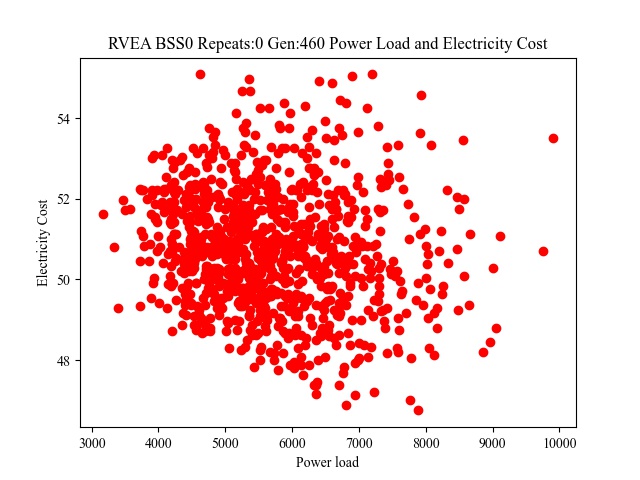 RVEA BSS0 Repeats:0 Gen:460 Power Load and Electricity Cost
Electricity Cost
54
52
50
48
3000 4000 5000 6000 7000 8000 9000 10000
Power load